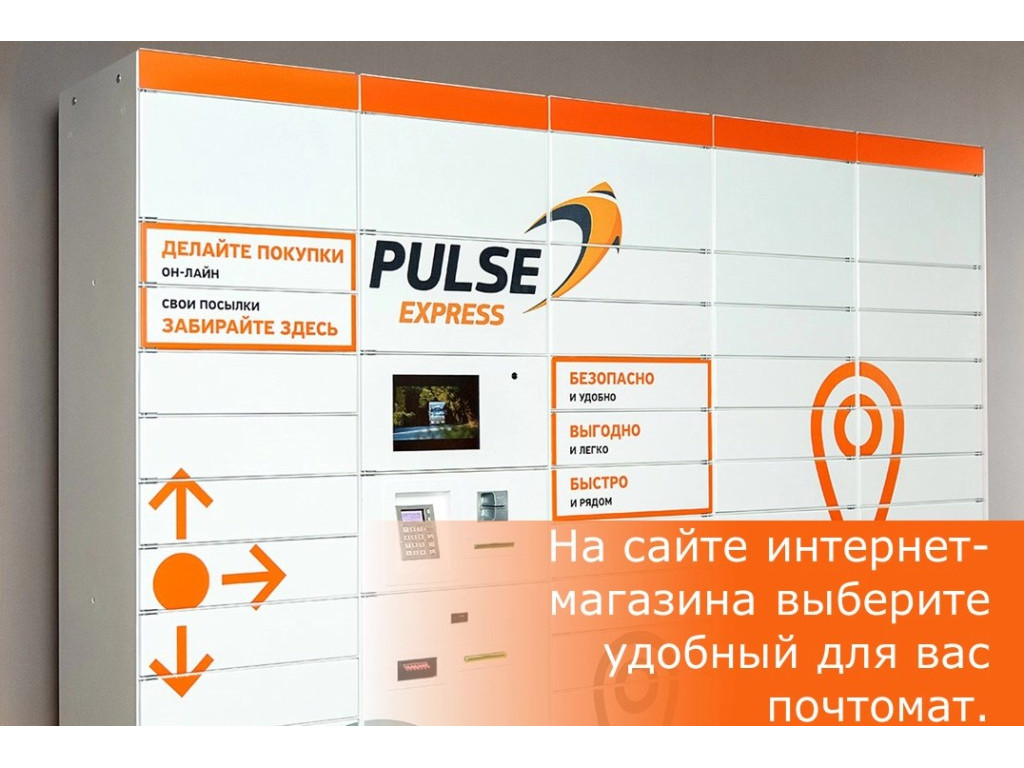 ДЕЛАЙТЕ ПОКУПКИ
ОН-ЛАЙН
СВОИ ПОСЫЛКИ
ЗАБИРАЙТЕ ЗДЕСЬ
PULSE
EXPRESS
БЕЗОПАСНО
И УДОБНО
ВЫГОДНО
И ЛЕГКО
БЫСТРО
И РЯДОМ
На сайте интернет-
магазина выберите
удобный для вас
почтомат.